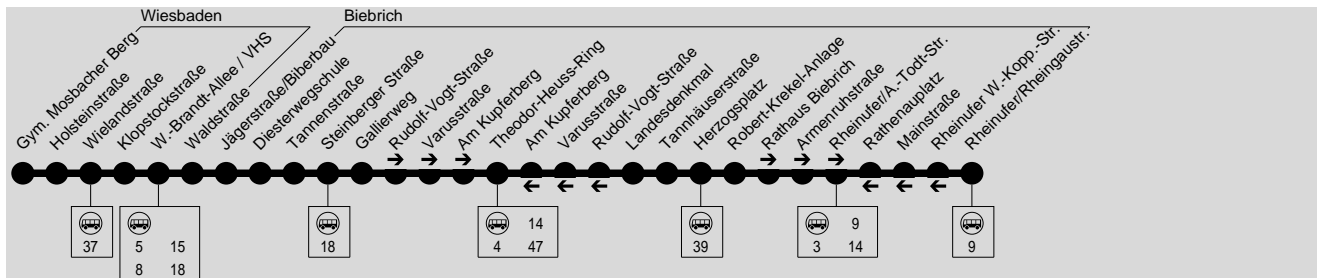 Wiesbaden
Biebrich
Gym. Mosbacher Berg
Holsteinstraße
Wielandstraße
Klopstockstraße
W.-Brandt-Allee / VHS
Waldstraße
Jägerstraße/Biberbau
Diesterwegschule
Tannenstraße
Steinberger Straße
Gallierweg
Rudolf-Vogt-Straße
Varusstraße
Am Kupferberg
Theodor-Heuss-Ring
Am Kupferberg
Varusstraße
Rudolf-Vogt-Straße
Landesdenkmal
Tannhäuserstraße
Herzogsplatz
Robert-Krekel-Anlage
Rathaus Biebrich
Armenruhstraße
Rheinufer/A.-Todt-Str.
Rathenauplatz
Mainstraße
Rheinufer W.-Kopp.-Str.
Rheinufer/Rheingaustr.
37
5 15
8 18
18
14
4 47
39
9
3 14
9